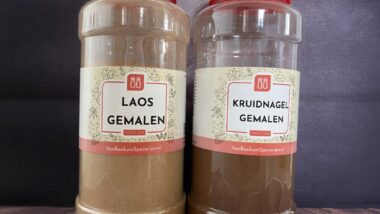 LAOS
GEMALEN
VanBeekumSpecerijen.nl
KRUIDNAGEL
GEMALEN
VanBeekumSpecerijen.nl